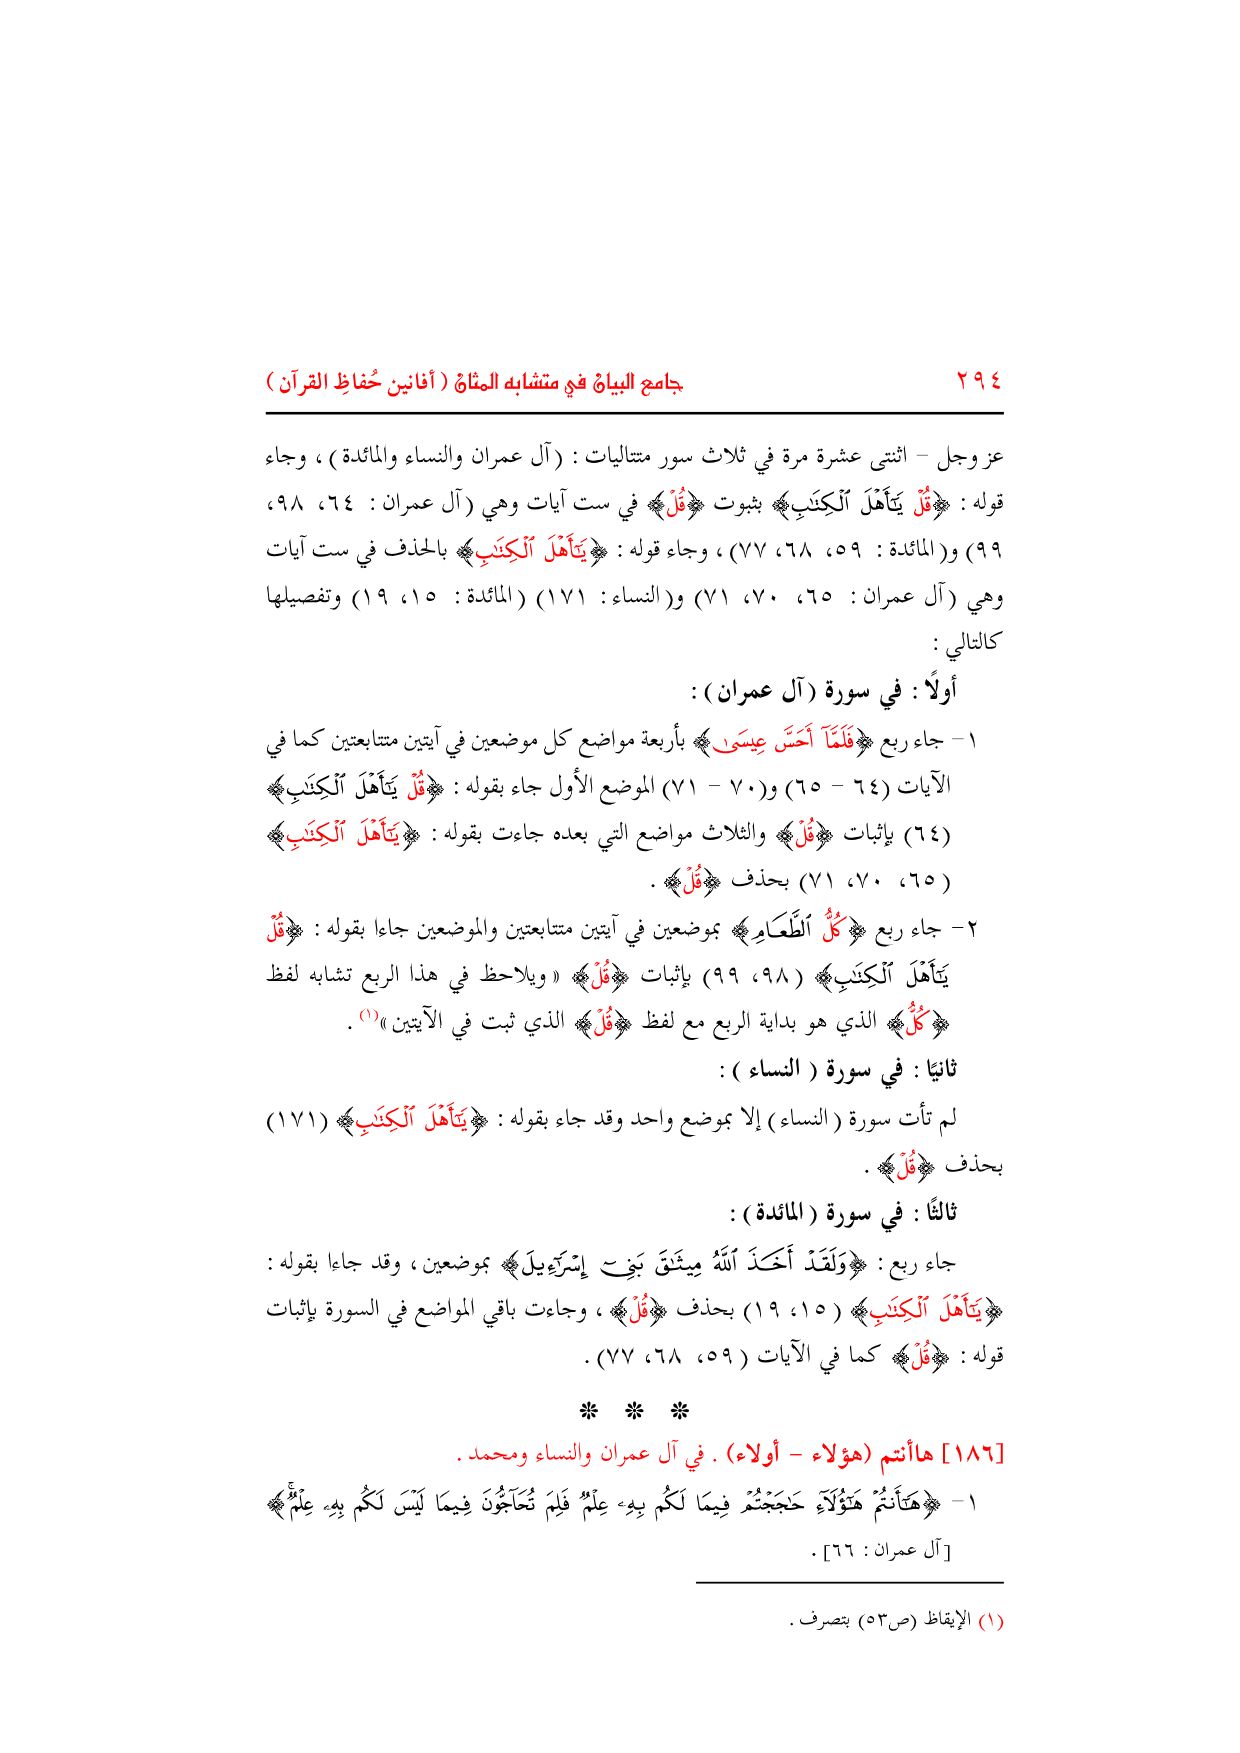 ٢٩٤ جامع البيان في متشابه المثان ( أفانين حُفاظِ القرآن )
عز وجل – اثنتى عشرة مرة في ثلاث سور متتاليات : (آل عمران والنساء والمائدة) ، وجاء
قوله : ﴿قُلْ يَـٰٓأَهْلَ ٱلْكِتَـٰبِ﴾ بثبوت ﴿قُلْ﴾ في ست آيات وهي (آل عمران : ٦٤، ٩٨،
٩٩) و(المائدة : ٥٩، ٦٨، ٧٧) ، وجاء قوله : ﴿يَـٰٓأَهْلَ ٱلْكِتَـٰبِ﴾ بالحذف في ست آيات
وهي (آل عمران : ٦٥، ٧٠، ٧١) و(النساء : ١٧١) (المائدة : ١٥، ١٩) وتفصيلها
كالتالي :
أولًا : في سورة (آل عمران) :
١- جاء ربع ﴿فَلَمَّآ أَحَسَّ عِيسَىٰ﴾ بأربعة مواضع كل موضعين في آيتين متتابعتين كما في
الآيات (٦٤ – ٦٥) و(٧٠ – ٧١) الموضع الأول جاء بقوله : ﴿قُلْ يَـٰٓأَهْلَ ٱلْكِتَـٰبِ﴾
(٦٤) بإثبات ﴿قُلْ﴾ والثلاث مواضع التي بعده جاءت بقوله : ﴿يَـٰٓأَهْلَ ٱلْكِتَـٰبِ﴾
(٦٥، ٧٠، ٧١) بحذف ﴿قُلْ﴾ .
٢- جاء ربع ﴿كُلُّ ٱلطَّعَامِ﴾ بموضعين في آيتين متتابعتين والموضعين جاءا بقوله : ﴿قُلْ
يَـٰٓأَهْلَ ٱلْكِتَـٰبِ﴾ (٩٨، ٩٩) بإثبات ﴿قُلْ﴾ «ويلاحظ في هذا الربع تشابه لفظ
﴿كُلُّ﴾ الذي هو بداية الربع مع لفظ ﴿قُلْ﴾ الذي ثبت في الآيتين»(١) .
ثانيًا : في سورة ( النساء ) :
لم تأت سورة (النساء) إلا بموضع واحد وقد جاء بقوله : ﴿يَـٰٓأَهْلَ ٱلْكِتَـٰبِ﴾ (١٧١)
بحذف ﴿قُلْ﴾ .
ثالثًا : في سورة (المائدة) :
جاء ربع : ﴿وَلَقَدْ أَخَذَ ٱللَّهُ مِيثَـٰقَ بَنِىٓ إِسْرَٰٓءِيلَ﴾ بموضعين ، وقد جاءا بقوله :
﴿يَـٰٓأَهْلَ ٱلْكِتَـٰبِ﴾ (١٥، ١٩) بحذف ﴿قُلْ﴾ ، وجاءت باقي المواضع في السورة بإثبات
قوله : ﴿قُلْ﴾ كما في الآيات (٥٩، ٦٨، ٧٧) .
❊ ❊ ❊
[١٨٦] هاأنتم (هؤلاء – أولاء) . في آل عمران والنساء ومحمد .
١- ﴿هَـٰٓأَنتُمْ هَـٰٓؤُلَآءِ حَـٰجَجْتُمْ فِيمَا لَكُم بِهِۦ عِلْمٌ فَلِمَ تُحَآجُّونَ فِيمَا لَيْسَ لَكُم بِهِۦ عِلْمٌ ۚ﴾
[آل عمران : ٦٦] .
(١) الإيقاظ (ص٥٣) بتصرف .